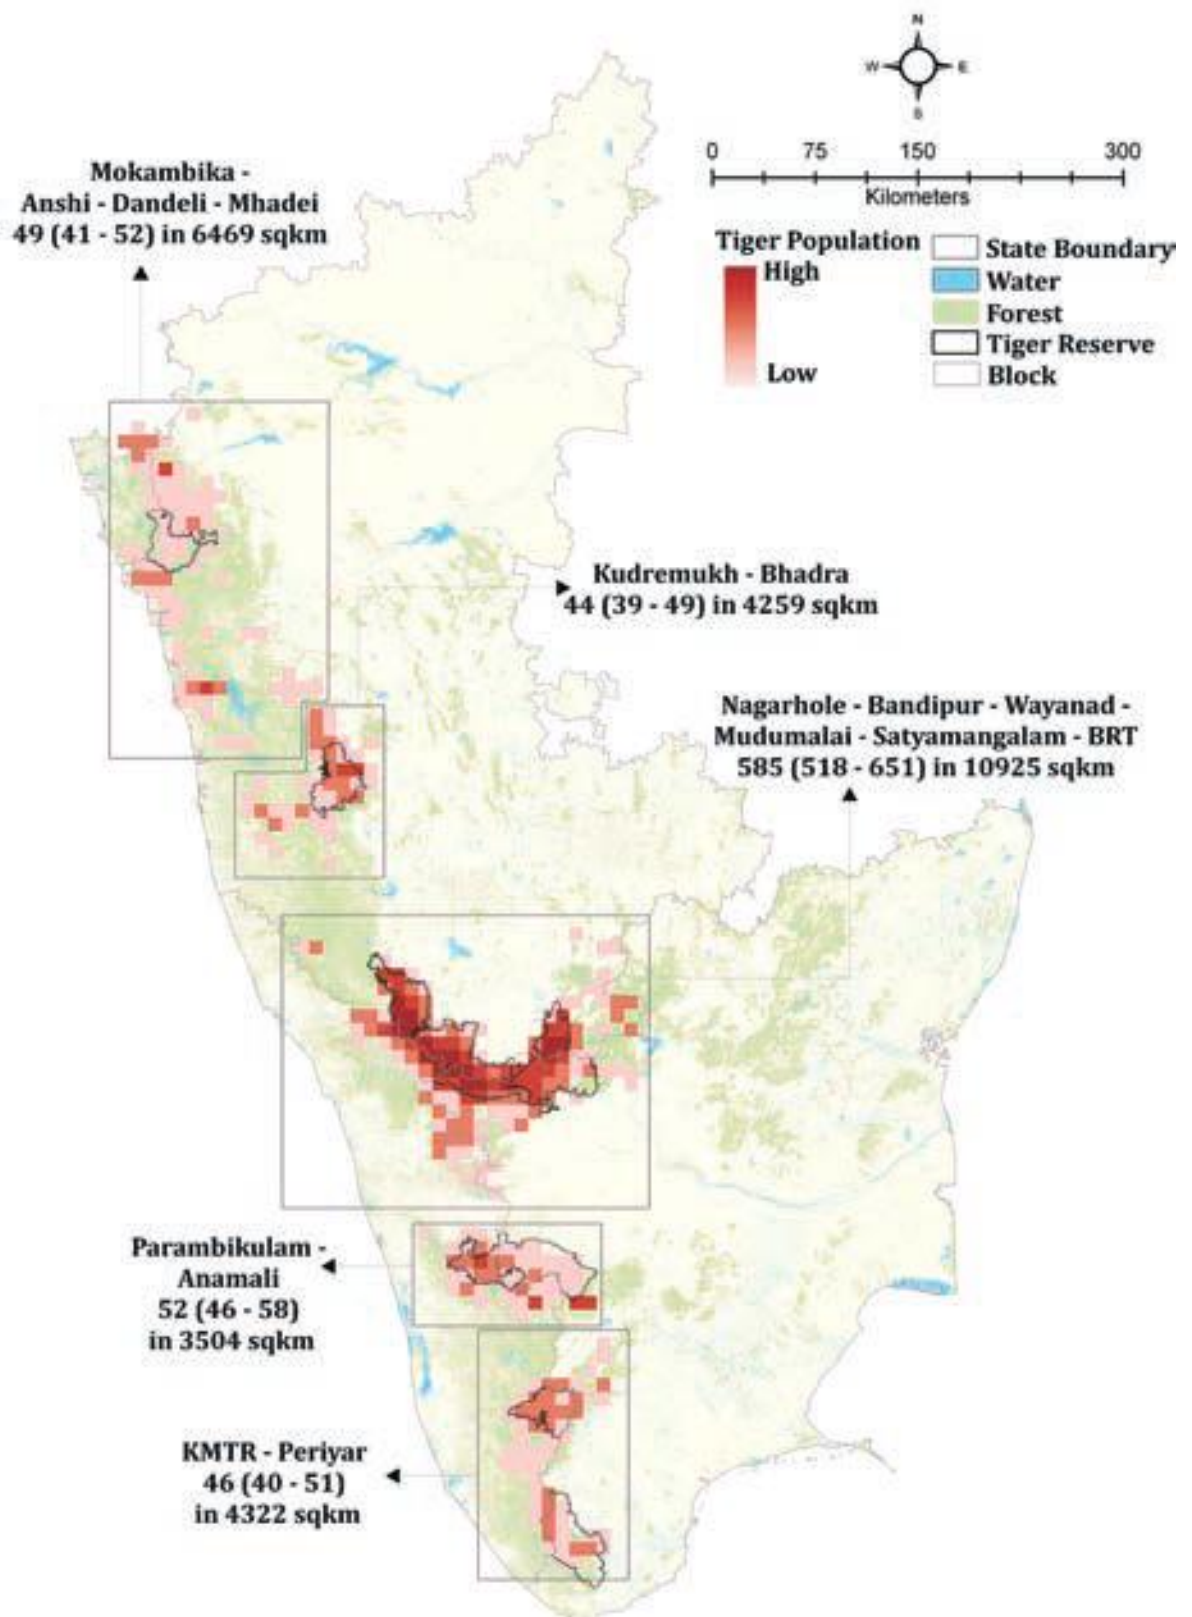 N
W
E
S
0 75 150 300
Kilometers
Tiger Population
High
Low
State Boundary
Water
Forest
Tiger Reserve
Block
Mokambika -
Anshi - Dandeli - Mhadei
49 (41 - 52) in 6469 sqkm
Kudremukh - Bhadra
44 (39 - 49) in 4259 sqkm
Nagarhole - Bandipur - Wayanad -
Mudumalai - Satyamangalam - BRT
585 (518 - 651) in 10925 sqkm
Parambikulam -
Anamali
52 (46 - 58)
in 3504 sqkm
KMTR - Periyar
46 (40 - 51)
in 4322 sqkm